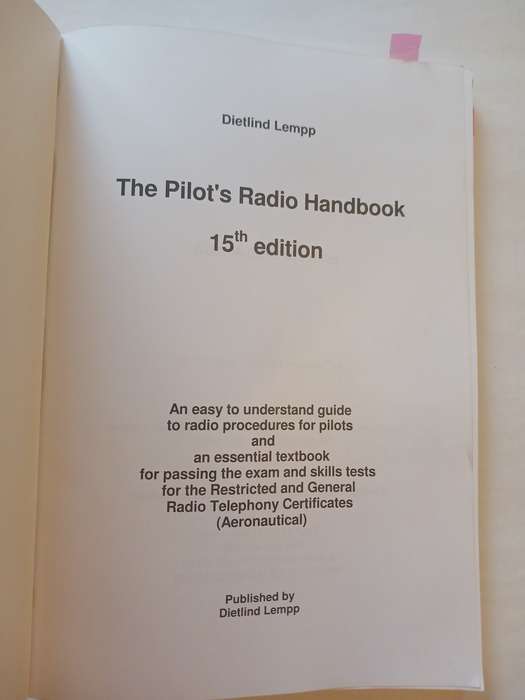 Dietlind Lempp
The Pilot's Radio Handbook
15th edition
An easy to understand guide
to radio procedures for pilots
and
an essential textbook
for passing the exam and skills tests
for the Restricted and General
Radio Telephony Certificates
(Aeronautical)
Published by
Dietlind Lempp